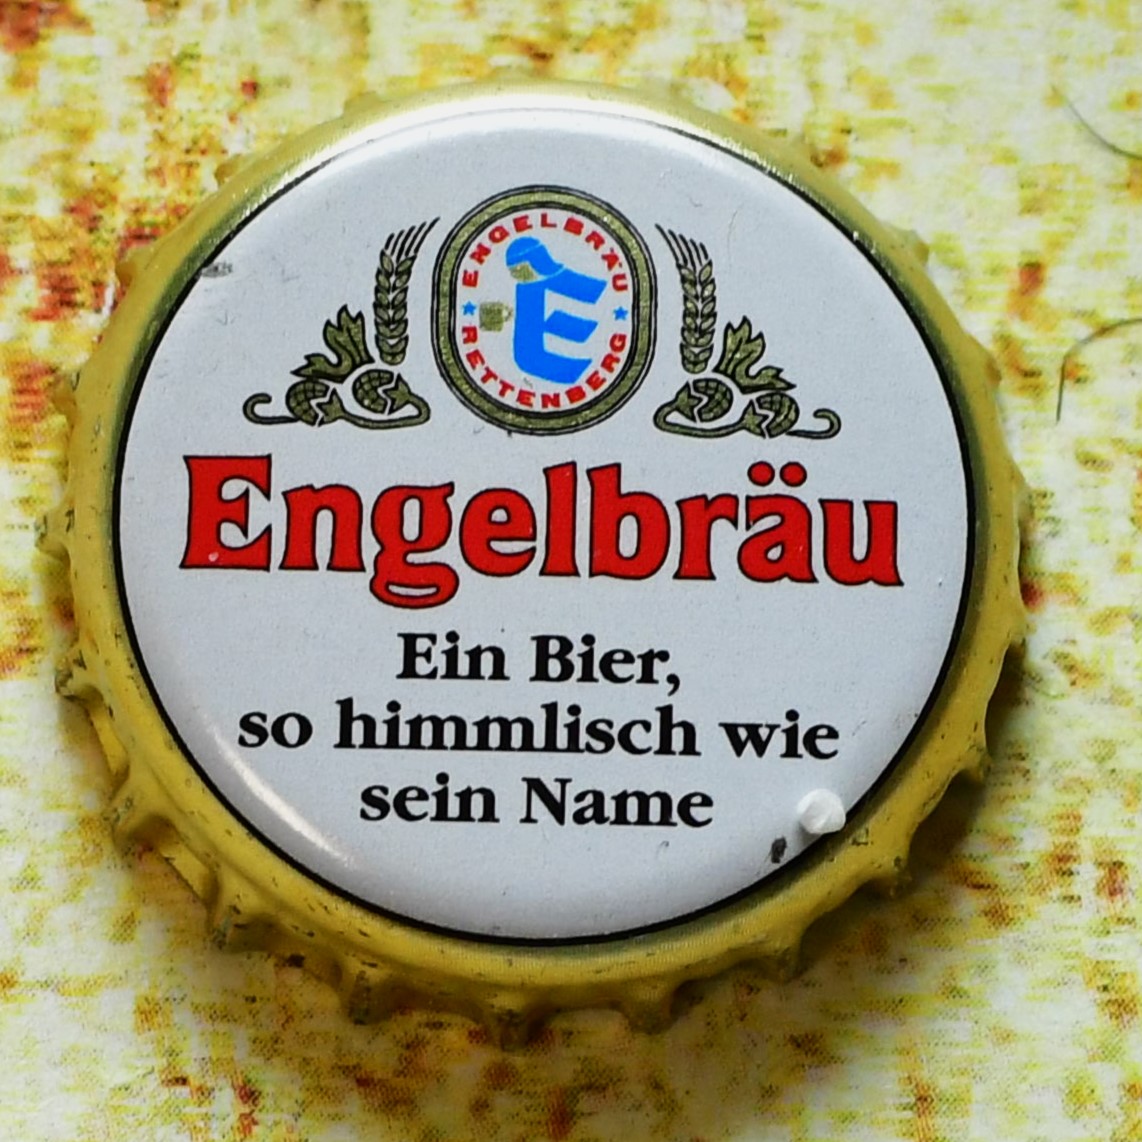 ENGELBRÄU
E
RETTENBERG
Engelbräu
Ein Bier,
so himmlisch wie
sein Name